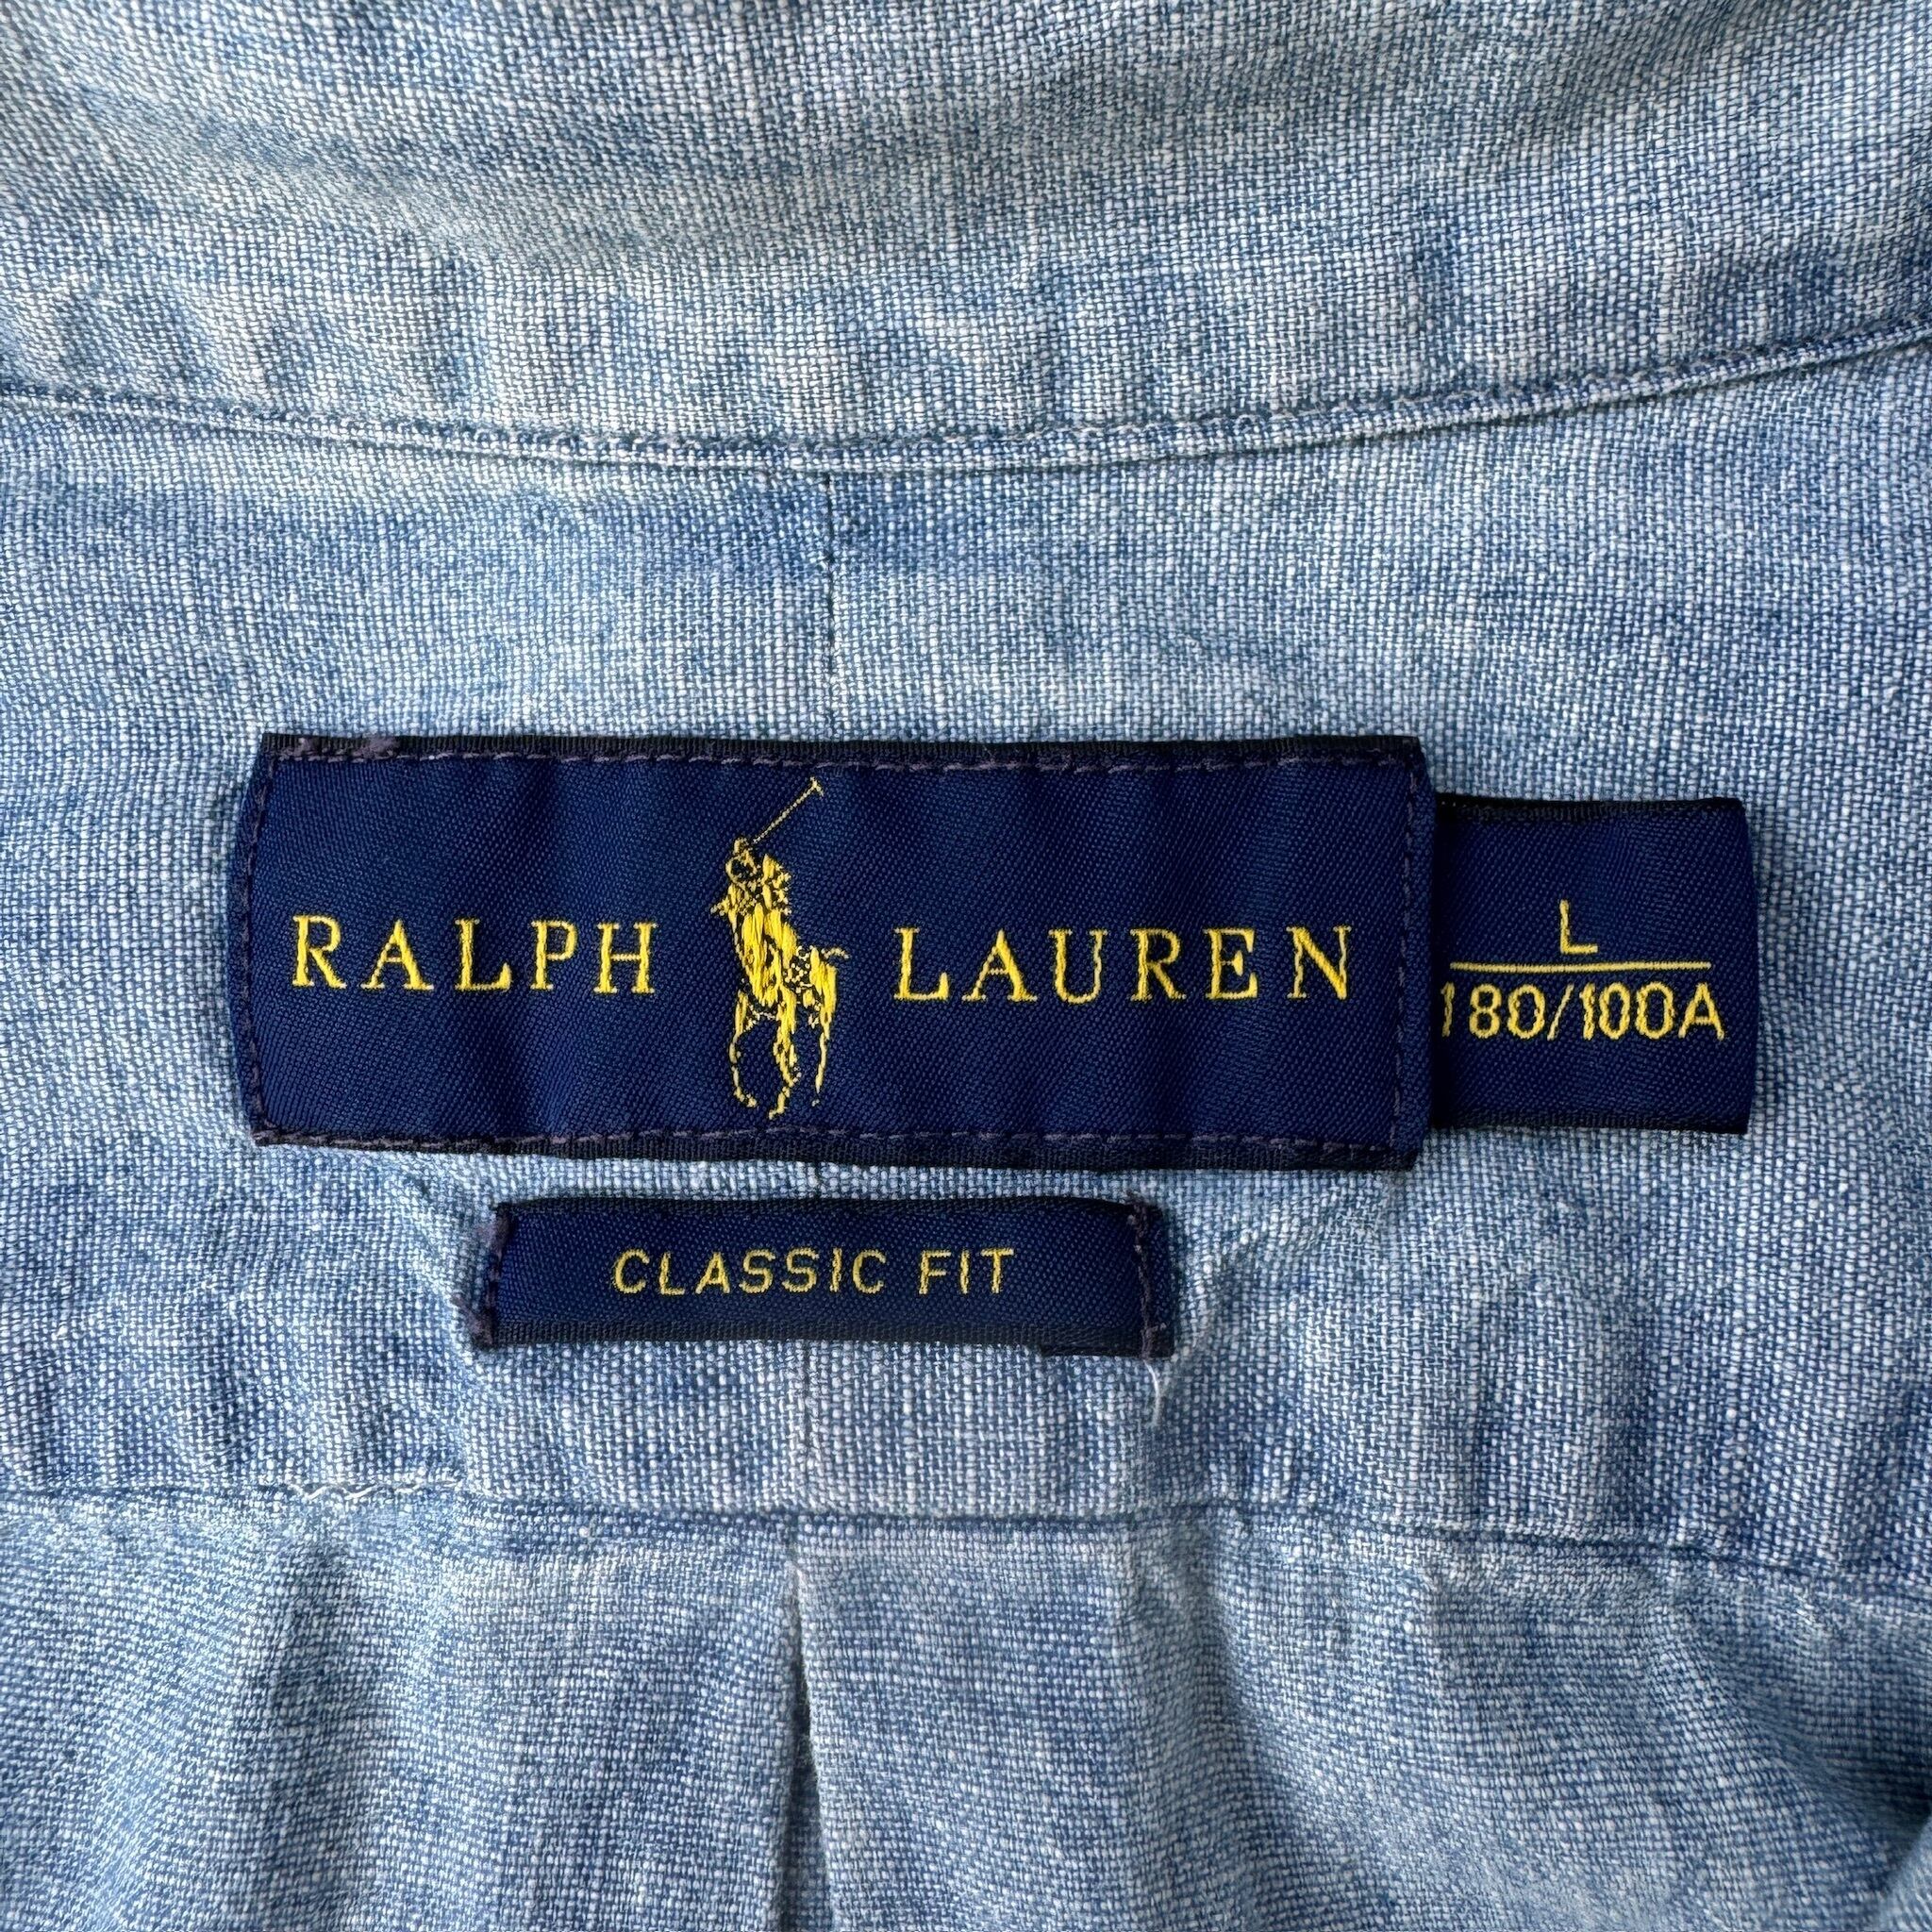 RALPH LAUREN
L
180/100A
CLASSIC FIT